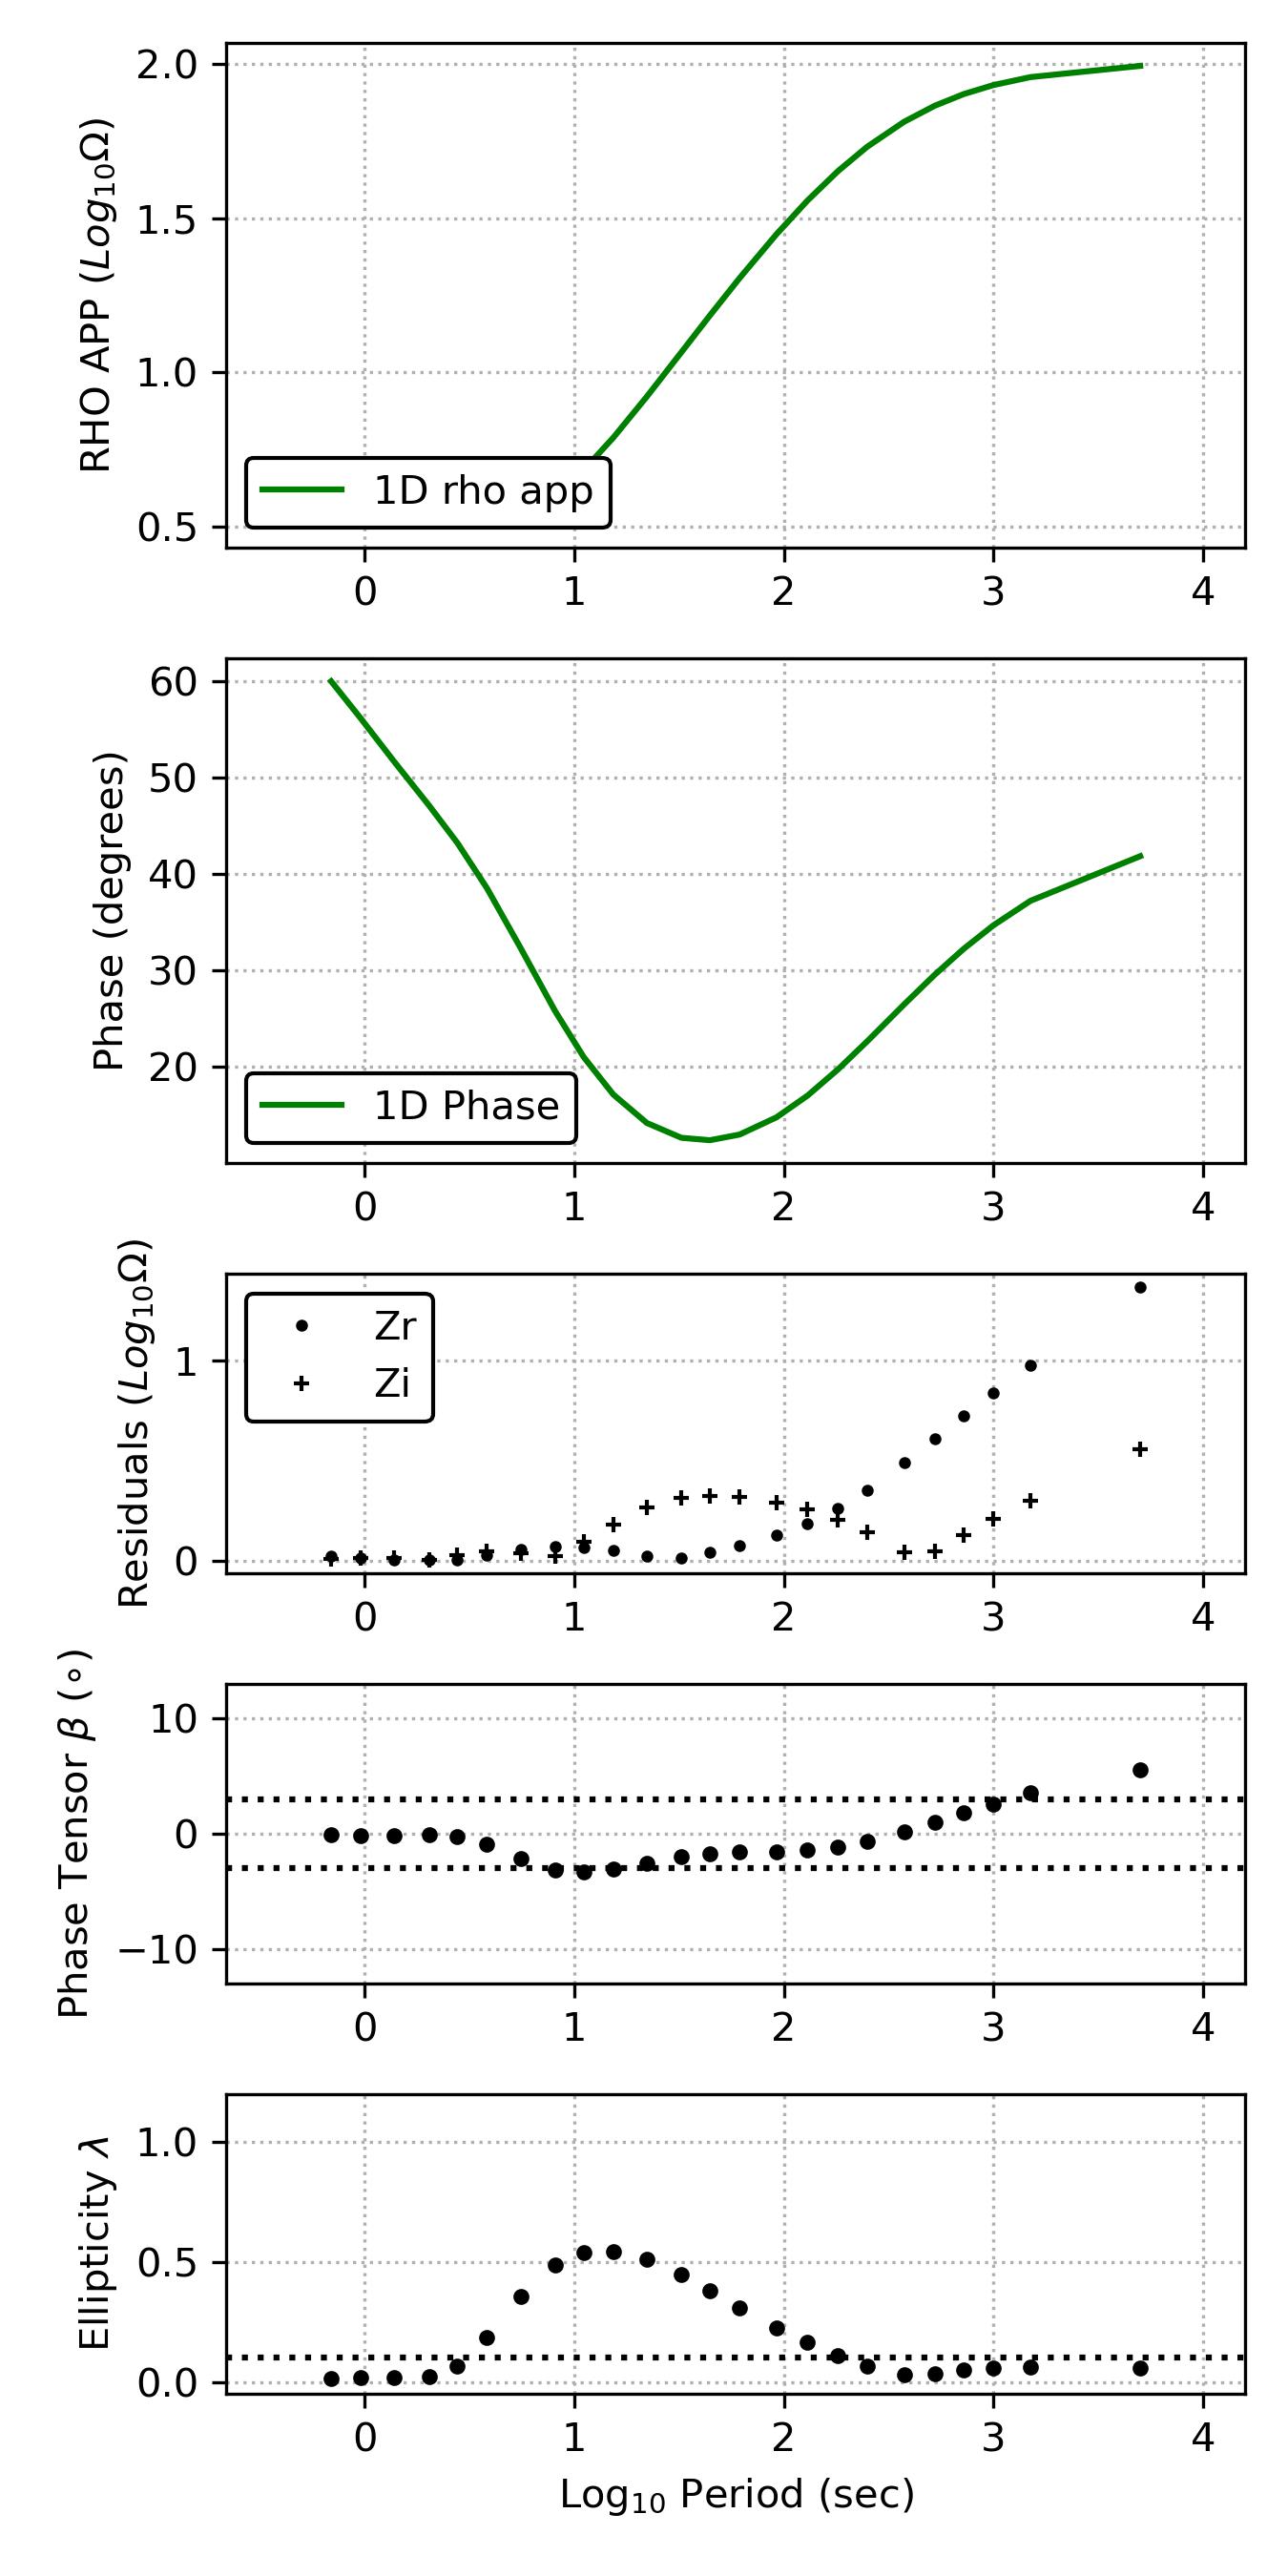 RHO APP (Log₁₀Ω)
2.0
1.5
1.0
0.5
1D rho app
0 1 2 3 4
Phase (degrees)
60
50
40
30
20
1D Phase
0 1 2 3 4
Residuals (Log₁₀Ω)
1
0
Zr
Zi
0 1 2 3 4
Phase Tensor β (∘)
10
0
−10
0 1 2 3 4
Ellipticity λ
1.0
0.5
0.0
0 1 2 3 4
Log₁₀ Period (sec)